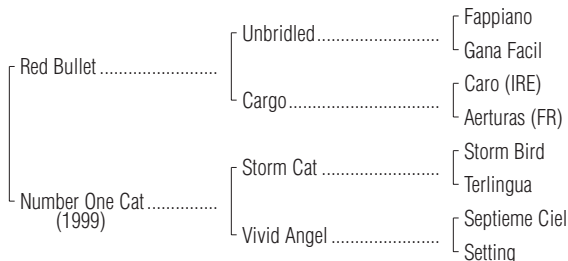 Fappiano
Unbridled
Gana Facil
Red Bullet
Caro (IRE)
Cargo
Aerturas (FR)
Storm Bird
Storm Cat
Terlingua
Number One Cat
(1999)
Septieme Ciel
Vivid Angel
Setting